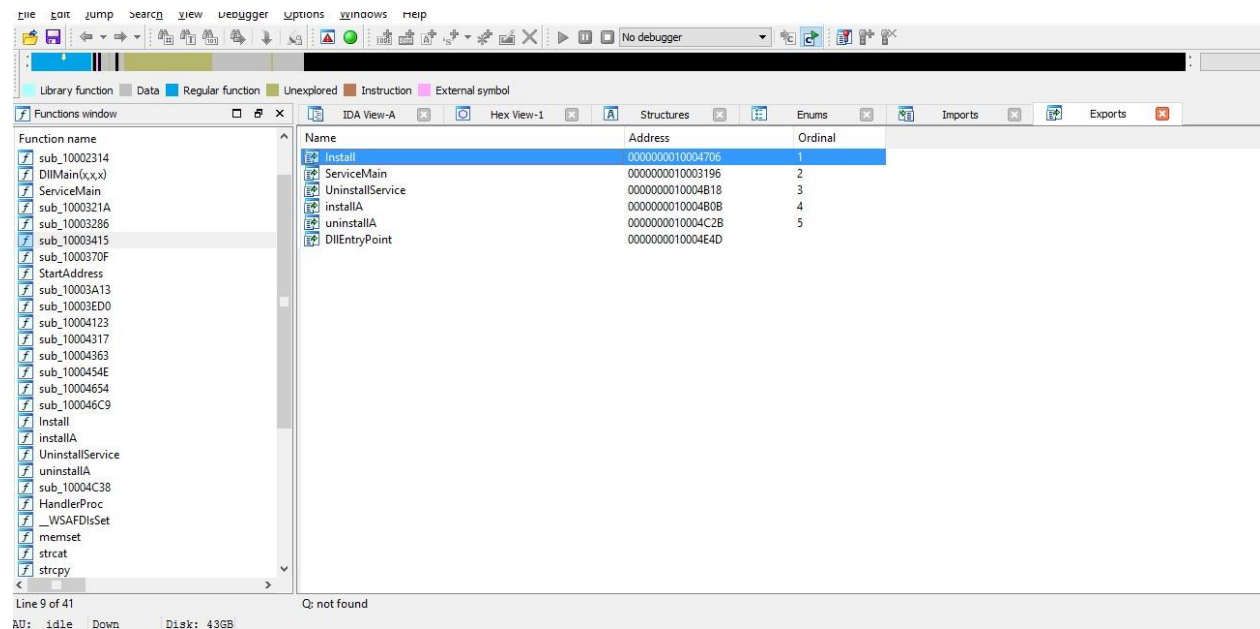 File Edit Jump Search View Debugger Options Windows Help
No debugger
Library function Data Regular function Unexplored Instruction External symbol
Functions window
IDA View-A Hex View-1 Structures Enums Imports Exports
Function name
sub_10002314
DllMain(x,x,x)
ServiceMain
sub_1000321A
sub_10003286
sub_10003415
sub_1000370F
StartAddress
sub_10003A13
sub_10003ED0
sub_10004123
sub_10004317
sub_10004363
sub_1000454E
sub_10004654
sub_100046C9
Install
installA
UninstallService
uninstallA
sub_10004C38
HandlerProc
__WSAFDIsSet
memset
strcat
strcpy
Name Address Ordinal
Install 0000000010004706 1
ServiceMain 0000000010003196 2
UninstallService 0000000010004B18 3
installA 0000000010004B0B 4
uninstallA 0000000010004C2B 5
DllEntryPoint 0000000010004E4D
Line 9 of 41
Q: not found
AU: idle Down Disk: 43GB